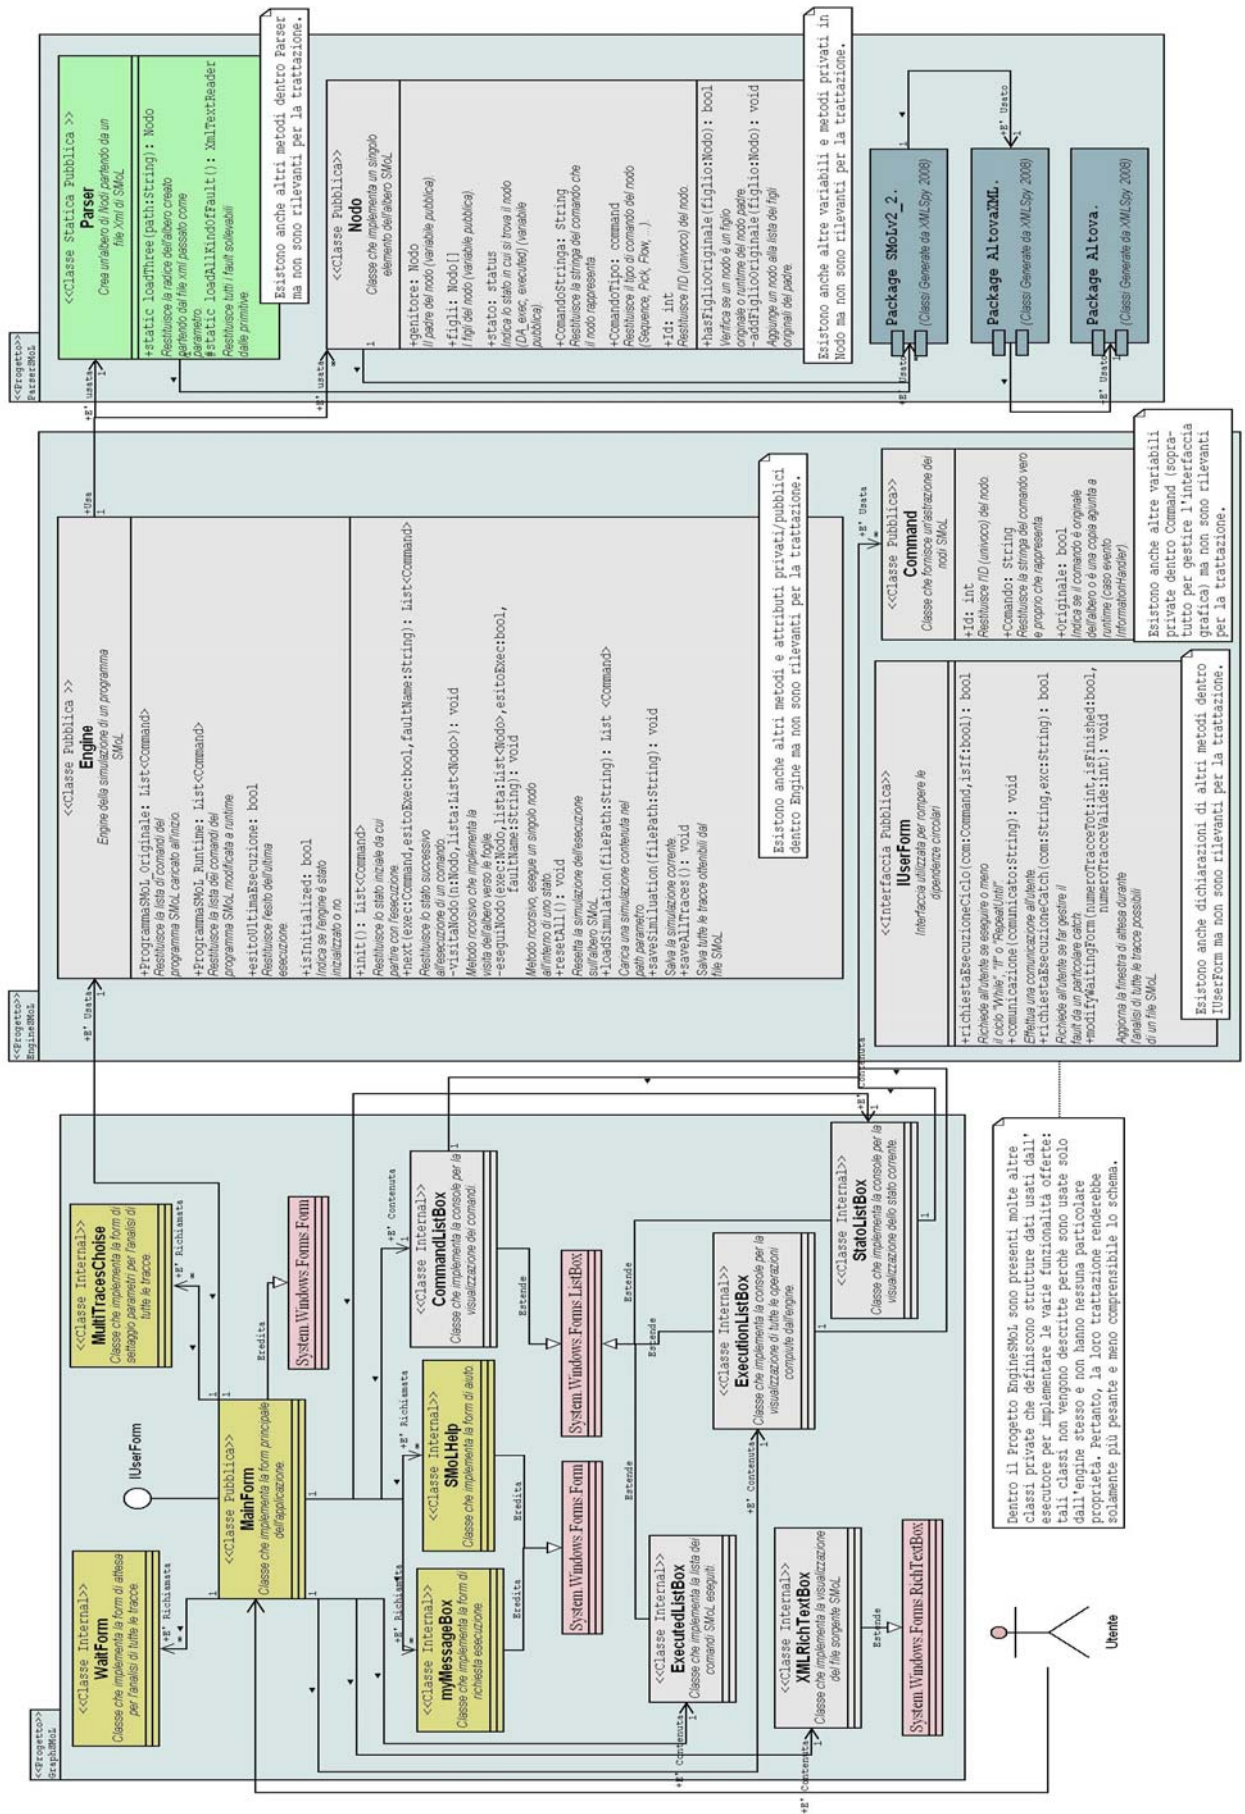 <<Progetto>>
GraphSMoL
<<Classe Internal>>
WaitForm
Classe che implementa la form di attesa
per l'analisi di tutte le tracce.
+E' Richiamata
IUserForm
<<Classe Pubblica>>
MainForm
Classe che implementa la form principale
dell'applicazione.
<<Classe Internal>>
MultiTracesChoise
Classe che implementa la form di
settaggio parametri per l'analisi di
tutte le tracce.
+E' Richiamata
Eredita
System.Windows.Forms.Form
+E' Richiamata
+E' Richiamata
+E' Contenuta
<<Classe Internal>>
myMessageBox
Classe che implementa la form di
richiesta esecuzione.
<<Classe Internal>>
SMoLHelp
Classe che implementa la form di aiuto.
<<Classe Internal>>
CommandListBox
Classe che implementa la console per la
visualizzazione dei comandi.
Eredita
Eredita
Estende
System.Windows.Forms.Form
System.Windows.Forms.ListBox
Estende
Estende
Estende
+E' Contenuta
<<Classe Internal>>
ExecutedListBox
Classe che implementa la lista dei
comandi SMoL eseguiti.
+E' Contenuta
<<Classe Internal>>
ExecutionListBox
Classe che implementa la console per la
visualizzazione di tutte le operazioni
compiute dall'engine.
+E' Contenuta
<<Classe Internal>>
StatoListBox
Classe che implementa la console per la
visualizzazione dello stato corrente.
+E' Contenuta
<<Classe Internal>>
XMLRichTextBox
Classe che implementa la visualizzazione
del file sorgente SMoL.
Estende
System.Windows.Forms.RichTextBox
Utente
Dentro il Progetto EngineSMoL sono presenti molte altre
classi private che definiscono strutture dati usati dall'
esecutore per implementare le varie funzionalità offerte:
tali classi non vengono descritte perchè sono usate solo
dall'engine stesso e non hanno nessuna particolare
proprietà. Pertanto, la loro trattazione renderebbe
solamente più pesante e meno comprensibile lo schema.
<<Progetto>>
EngineSMoL
+E' Usata
<<Classe Pubblica >>
Engine
Engine della simulazione di un programma
SMoL
+ProgrammaSMoL_Originale: List<Command>
Restituisce la lista di comandi del
programma SMoL caricato all'inizio.
+ProgrammaSMoL_Runtime: List<Command>
Restituisce la lista dei comandi del
programma SMOL modificata a runtime.
+esitoUltimaEsecuzione: bool
Restituisce l'esito dell'ultima
esecuzione.
+isInitialized: bool
Indica se l'engine è stato
inizializzato o no.
+init(): List<Command>
Restituisce lo stato iniziale da cui
partire con l'esecuzione.
+next(exec:Command,esitoExec:bool,faultName:String): List<Command>
Restituisce lo stato successivo
all'esecuzione di un comando.
-visitaNodo(n:Nodo,lista:List<Nodo>): void
Metodo ricorsivo che implementa la
visita dell'albero verso le foglie.
-eseguiNodo(exec:Nodo,lista:List<Nodo>,esitoExec:bool,
faultName:String): void
Metodo ricorsivo, esegue un singolo nodo
all'interno di uno stato.
+resetAll(): void
Resetta la simulazione dell'esecuzione
sull'albero SMoL.
+loadSimulation(filePath:String): List <Command>
Carica una simulazione contenuta nel
path parametro.
+saveSimiluation(filePath:String): void
Salva la simulazione corrente.
+saveAllTraces(): void
Salva tutte le tracce ottenibili dal
file SMoL
Esistono anche altri metodi e attributi privati/pubblici
dentro Engine ma non sono rilevanti per la trattazione.
<<Interfaccia Pubblica>>
IUserForm
Interfaccia utilizzata per rompere le
dipendenze circolari
+richiestaEsecuzioneCiclo(com:Command,isIf:bool): bool
Richiede all'utente se eseguire o meno
il ciclo "While", "If" o "RepeatUntil"
+comunicazione(comunicato:String): void
Effettua una comunicazione all'utente.
+richiestaEsecuzioneCatch(com:String,exc:String): bool
Richiede all'utente se far gestire il
fault da un particolare catch.
+modifyWaitingForm(numeroTracceTot:int,isFinished:bool,
numeroTracceValide:int): void
Aggiorna la finestra di attesa durante
l'analisi di tutte le tracce possibili
di un file SMoL
Esistono anche dichiarazioni di altri metodi dentro
IUserForm ma non sono rilevanti per la trattazione.
+E' Usata
<<Classe Pubblica>>
Command
Classe che fornisce un'astrazione dei
nodi SMoL
+Id: int
Restituisce l'ID (univoco) del nodo.
+Comando: String
Restituisce la stringa del comando vero
e proprio che rappresenta.
+Originale: bool
Indica se il comando è originale
dell'albero o è una copia agiunta a
runtime (caso evento
InformationHandler).
Esistono anche altre variabili
private dentro Command (sopra-
tutto per gestire l'interfaccia
grafica) ma non sono rilevanti
per la trattazione.
+Usa
<<Progetto>>
ParserSMoL
+E' usata
<<Classe Statica Pubblica >>
Parser
Crea un'albero di Nodi partendo da un
file Xml di SMoL
+static loadThree(path:String): Nodo
Restituisce la radice dell'albero creato
partendo dal file xml passato come
parametro.
#static loadAllKindOfFault(): XmlTextReader
Restituisce tutti i fault sollevabili
dalle primitive
Esistono anche altri metodi dentro Parser
ma non sono rilevanti per la trattazione.
+E' usata
<<Classe Pubblica>>
Nodo
Classe che implementa un singolo
elemento dell'albero SMoL
+genitore: Nodo
Il padre del nodo (variabile pubblica).
+figli: Nodo[]
I figli del nodo (variabile pubblica).
+stato: status
Indica lo stato in cui si trova il nodo
(DA_exec, executed) (variabile
pubblica).
+ComandoStringa: String
Restituisce la stringa del comando che
il nodo rappresenta.
+ComandoTipo: command
Restituisce il tipo di comando del nodo
(Sequence, Pick, Flow, ...).
+Id: int
Restituisce l'ID (univoco) del nodo.
+hasFiglioOriginale(figlio:Nodo): bool
Verifica se un nodo è un figlio
originale o runtime del nodo padre.
-addFiglioOriginale(figlio:Nodo): void
Aggiunge un nodo alla lista dei figli
originali del padre.
Esistono anche altre variabili e metodi privati in
Nodo ma non sono rilevanti per la trattazione.
+E' Usato
Package SMoLv2_2.
(Classi Generate da XMLSpy 2008)
+E' Usato
Package AltovaXML.
(Classi Generate da XMLSpy 2008)
+E' Usato
Package Altova.
(Classi Generate da XMLSpy 2008)